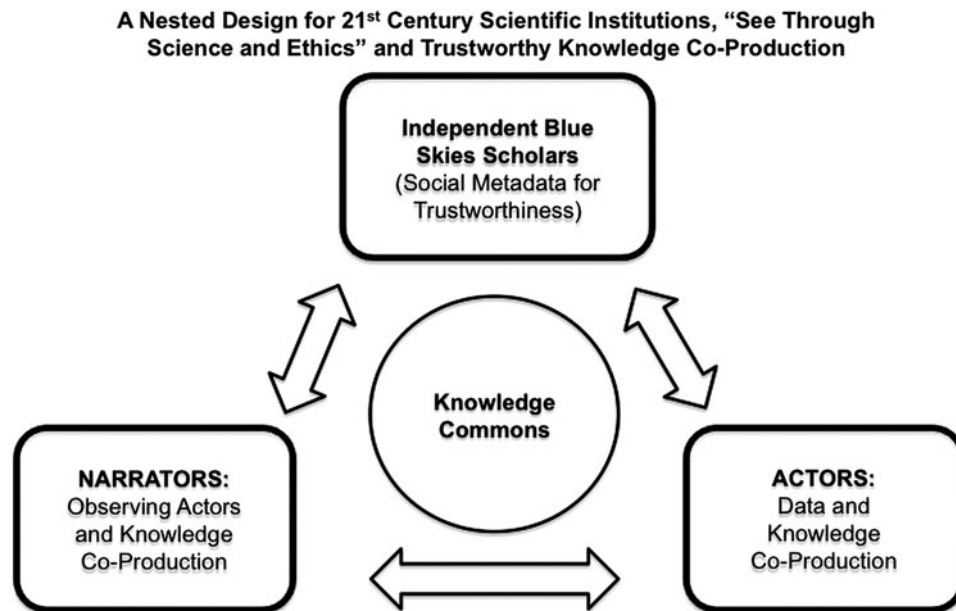 A Nested Design for 21st Century Scientific Institutions, “See Through
Science and Ethics” and Trustworthy Knowledge Co-Production
Independent Blue
Skies Scholars
(Social Metadata for
Trustworthiness)
Knowledge
Commons
NARRATORS:
Observing Actors
and Knowledge
Co-Production
ACTORS:
Data and
Knowledge
Co-Production